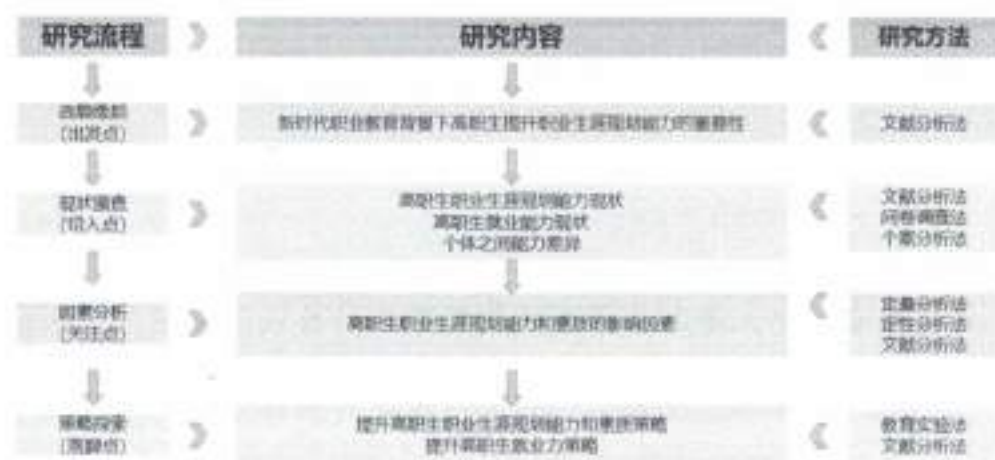 研究流程
研究内容
研究方法
(出发点)
新时代职业教育背景下高职生提升职业生涯规划能力的重要性
文献分析法
现状调查
(切入点)
高职生职业生涯规划能力现状
高职生就业能力现状
个体之间能力差异
文献分析法
问卷调查法
个案分析法
因素分析
(关注点)
高职生职业生涯规划能力和素质的影响因素
定量分析法
定性分析法
文献分析法
策略探索
(落脚点)
提升高职生职业生涯规划能力和素质策略
提升高职生就业力策略
教育实验法
文献分析法